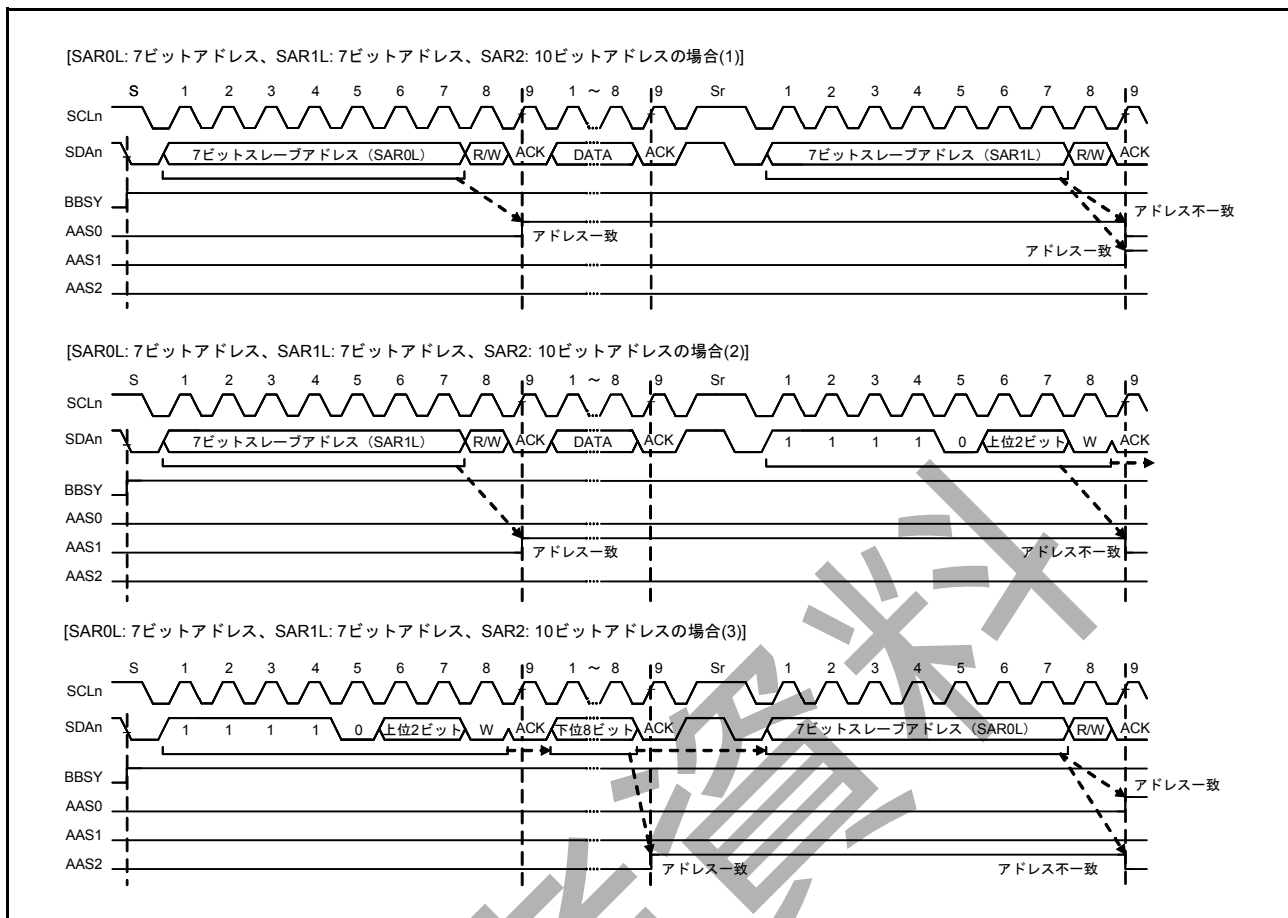 [SAR0L: 7ビットアドレス、SAR1L: 7ビットアドレス、SAR2: 10ビットアドレスの場合(1)]
S 1 2 3 4 5 6 7 8 9 1 ～ 8 9 Sr 1 2 3 4 5 6 7 8 9
SCLn
SDAn 7ビットスレーブアドレス（SAR0L） R/W ACK DATA ACK 7ビットスレーブアドレス（SAR1L） R/W ACK
BBSY
アドレス不一致
AAS0 アドレス一致
アドレス一致
AAS1
AAS2
[SAR0L: 7ビットアドレス、SAR1L: 7ビットアドレス、SAR2: 10ビットアドレスの場合(2)]
S 1 2 3 4 5 6 7 8 9 1 ～ 8 9 Sr 1 2 3 4 5 6 7 8 9
SCLn
SDAn 7ビットスレーブアドレス（SAR1L） R/W ACK DATA ACK 1 1 1 1 0 上位2ビット W ACK
BBSY
AAS0
AAS1 アドレス一致 アドレス不一致
AAS2
[SAR0L: 7ビットアドレス、SAR1L: 7ビットアドレス、SAR2: 10ビットアドレスの場合(3)]
S 1 2 3 4 5 6 7 8 9 1 ～ 8 9 Sr 1 2 3 4 5 6 7 8 9
SCLn
SDAn 1 1 1 1 0 上位2ビット W ACK 下位8ビット ACK 7ビットスレーブアドレス（SAR0L） R/W ACK
BBSY
アドレス一致
AAS0
AAS1
AAS2 アドレス一致 アドレス不一致
資料